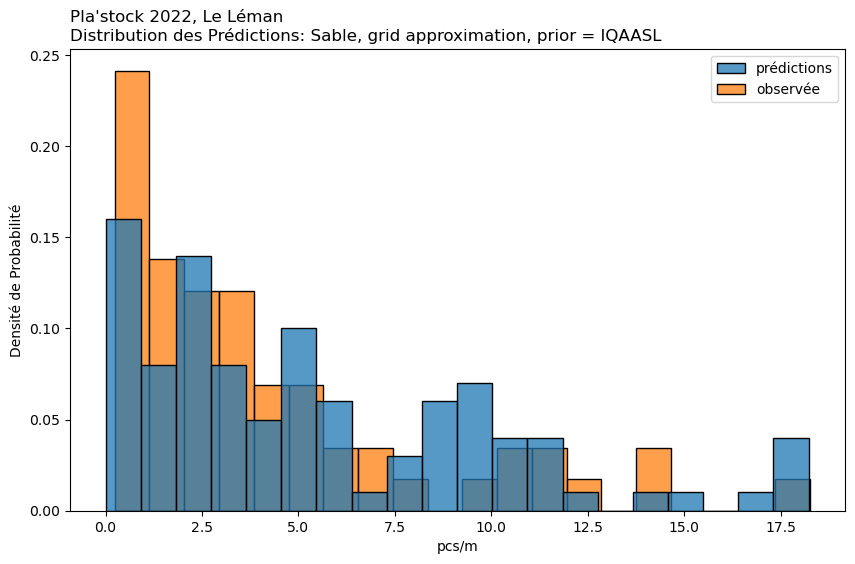 Pla'stock 2022, Le Léman
Distribution des Prédictions: Sable, grid approximation, prior = IQAASL
prédictions
observée
Densité de Probabilité
0.25
0.20
0.15
0.10
0.05
0.00
0.0
2.5
5.0
7.5
10.0
12.5
15.0
17.5
pcs/m